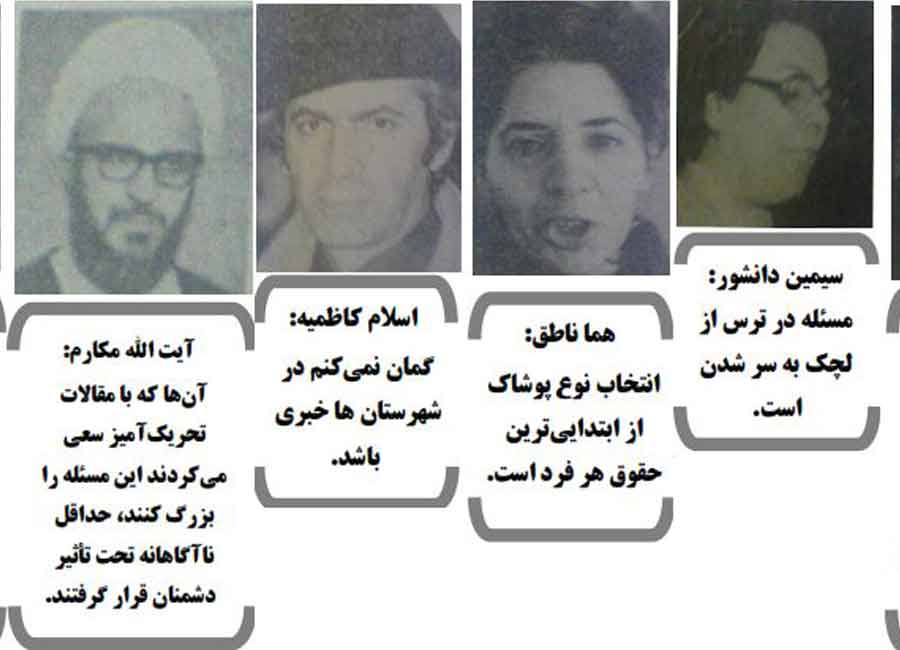 سیمین دانشور:
مسئله در ترس از
لچک به سر شدن
است.
هما ناطق:
انتخاب نوع پوشاک
از ابتدایی‌ترین
حقوق هر فرد است.
اسلام کاظمیه:
گمان نمی‌کنم در
شهرستان ها خبری
باشد.
آیت الله مکارم:
آن‌ها که با مقالات
تحریک‌آمیز سعی
می‌کردند این مسئله را
بزرگ کنند، حداقل
ناآگاهانه تحت تأثیر
دشمنان قرار گرفتند.